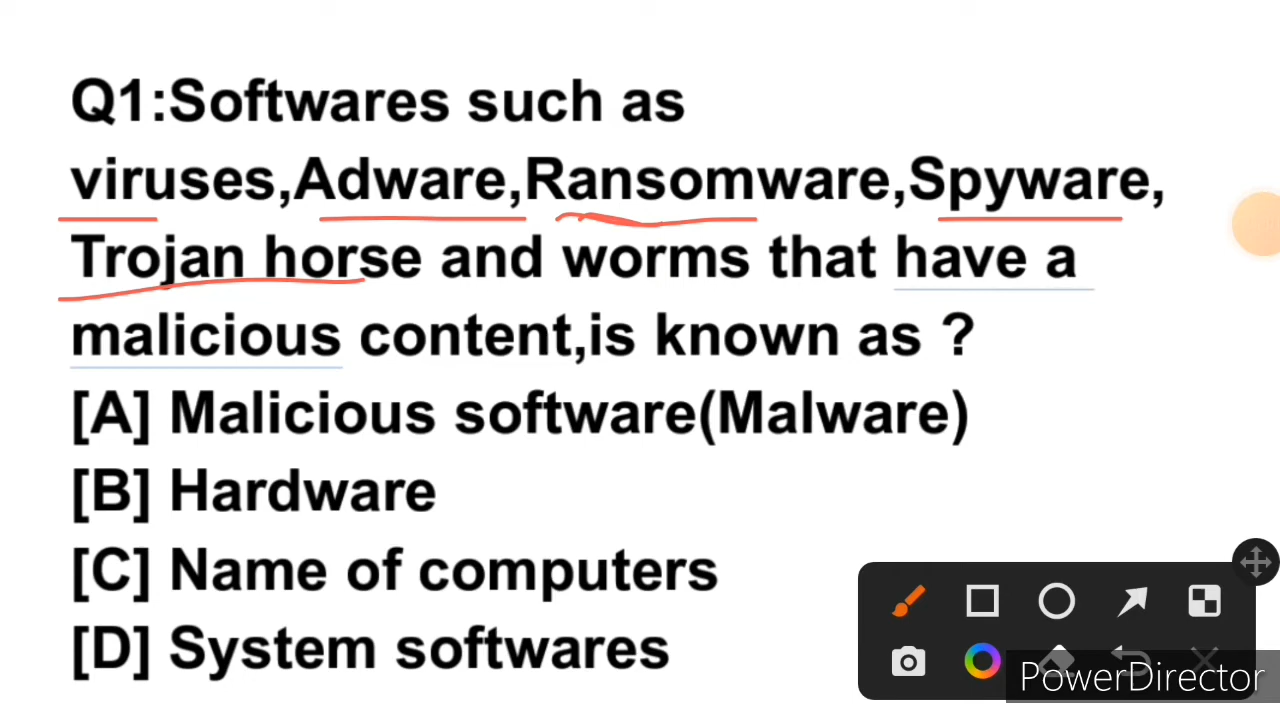 Q1:Softwares such as
viruses,Adware,Ransomware,Spyware,
Trojan horse and worms that have a
malicious content,is known as ?
[A] Malicious software(Malware)
[B] Hardware
[C] Name of computers
[D] System softwares
PowerDirector